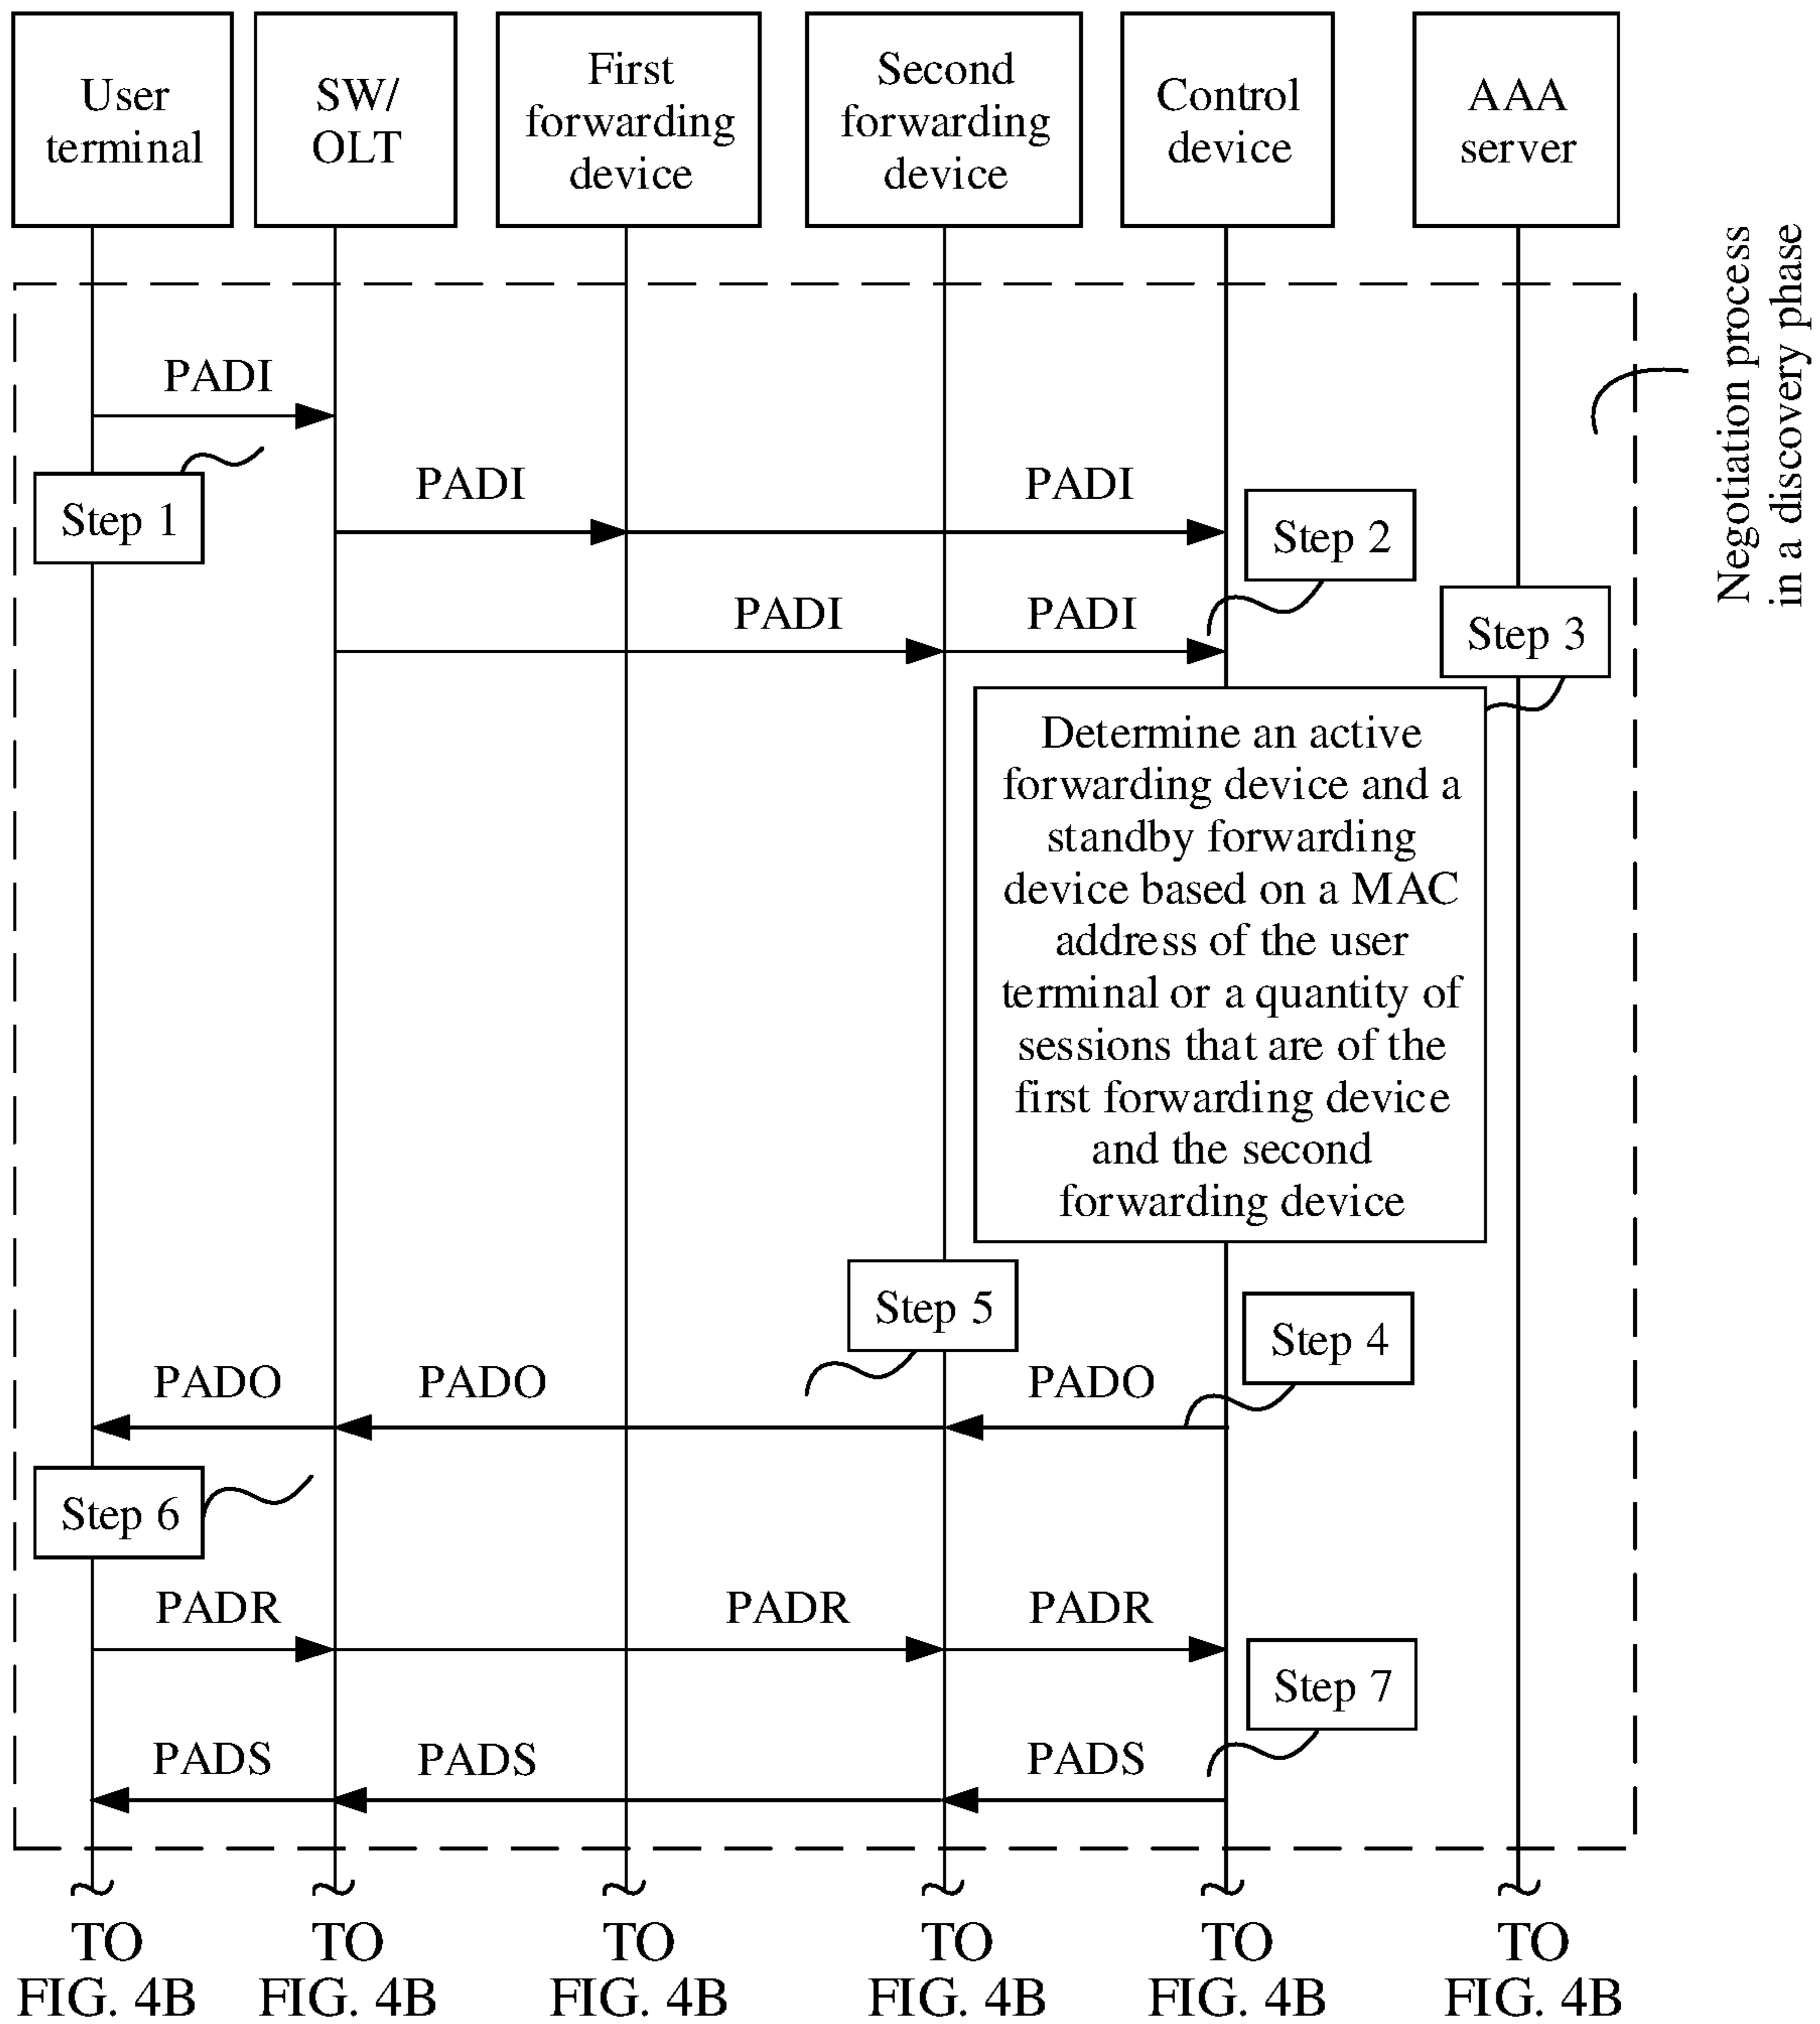 User
terminal
SW/
OLT
First
forwarding
device
Second
forwarding
device
Control
device
AAA
server
Negotiation process
in a discovery phase
PADI
Step 1
PADI
PADI
Step 2
PADI
PADI
Step 3
Determine an active
forwarding device and a
standby forwarding
device based on a MAC
address of the user
terminal or a quantity of
sessions that are of the
first forwarding device
and the second
forwarding device
Step 5
Step 4
PADO
PADO
PADO
Step 6
PADR
PADR
PADR
Step 7
PADS
PADS
PADS
TO
FIG. 4B
TO
FIG. 4B
TO
FIG. 4B
TO
FIG. 4B
TO
FIG. 4B
TO
FIG. 4B